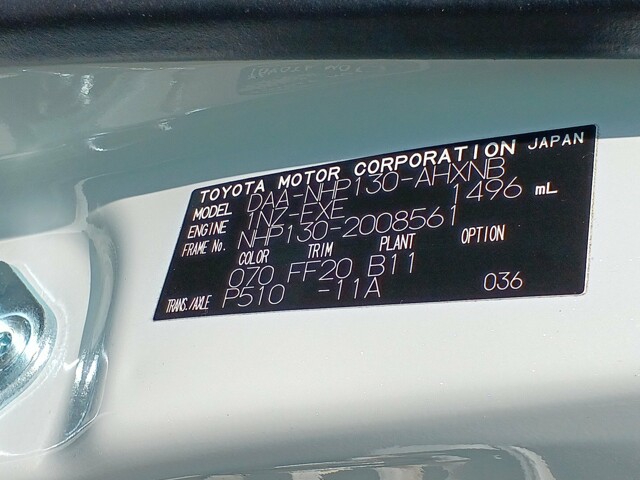 TOYOTA MOTOR CORPORATION JAPAN
MODEL DAA-NHP130-AHXNB
ENGINE 1NZ-EXE 1496 mL
FRAME No. NHP130-2008561
COLOR TRIM PLANT OPTION
070 FF20 B11
TRANS./AXLE P510 -11A 036